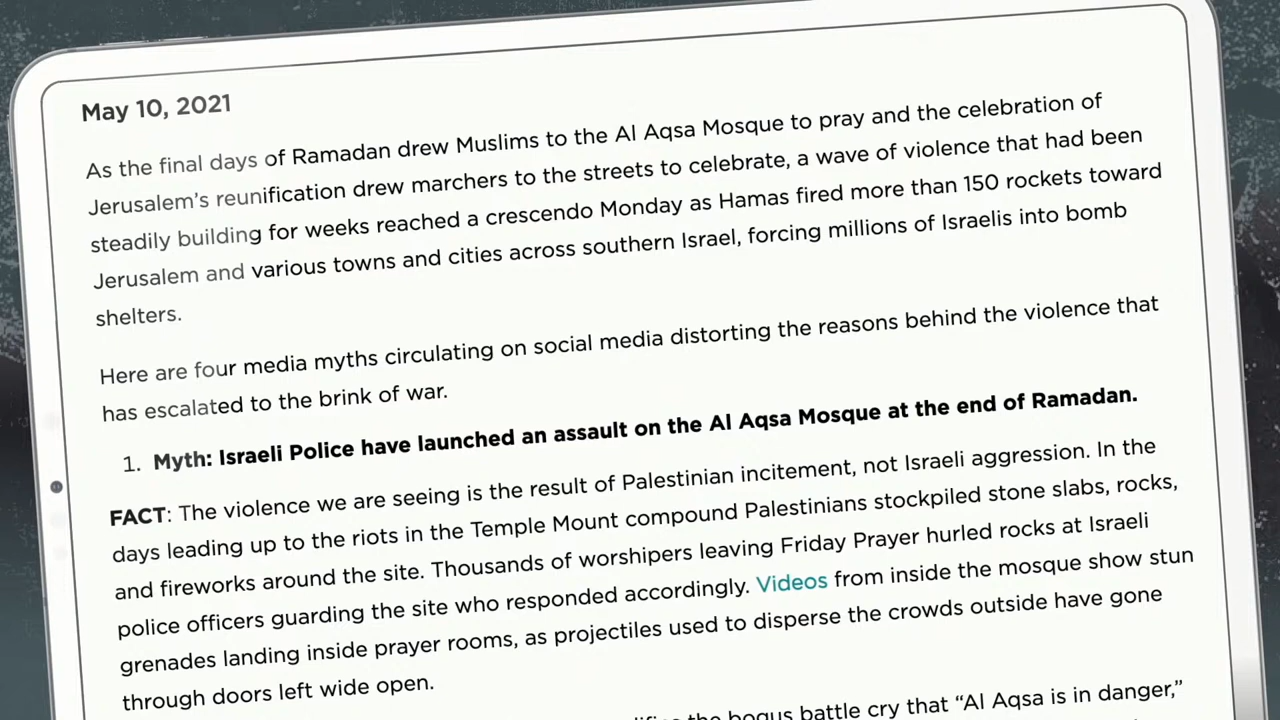 May 10, 2021
As the final days of Ramadan drew Muslims to the Al Aqsa Mosque to pray and the celebration of
Jerusalem's reunification drew marchers to the streets to celebrate, a wave of violence that had been
steadily building for weeks reached a crescendo Monday as Hamas fired more than 150 rockets toward
Jerusalem and various towns and cities across southern Israel, forcing millions of Israelis into bomb
shelters.
Here are four media myths circulating on social media distorting the reasons behind the violence that
has escalated to the brink of war.
1. Myth: Israeli Police have launched an assault on the Al Aqsa Mosque at the end of Ramadan.
FACT: The violence we are seeing is the result of Palestinian incitement, not Israeli aggression. In the
days leading up to the riots in the Temple Mount compound Palestinians stockpiled stone slabs, rocks,
and fireworks around the site. Thousands of worshipers leaving Friday Prayer hurled rocks at Israeli
police officers guarding the site who responded accordingly. Videos from inside the mosque show stun
grenades landing inside prayer rooms, as projectiles used to disperse the crowds outside have gone
through doors left wide open.
the bogus battle cry that “Al Aqsa is in danger,”